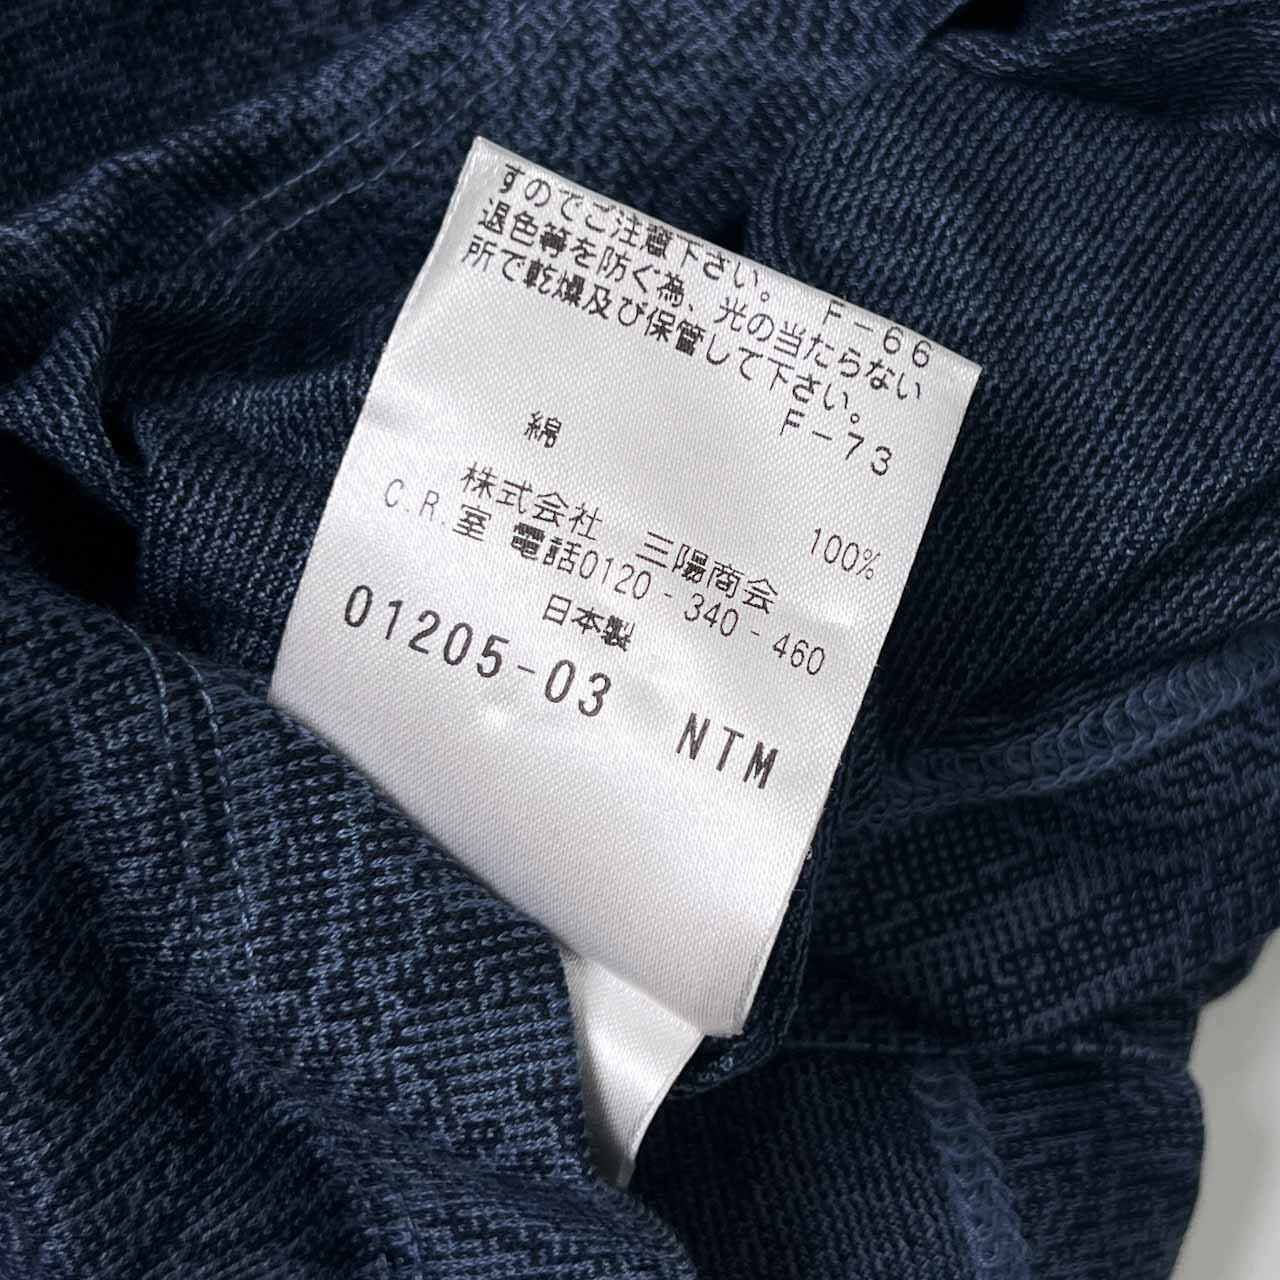 すのでご注意下さい。 F-66
退色等を防ぐ為、光の当たらない
所で乾燥及び保管して下さい。
F-73
綿 100%
株式会社 三陽商会
C.R.室 電話0120-340-460
日本製
01205-03 NTM